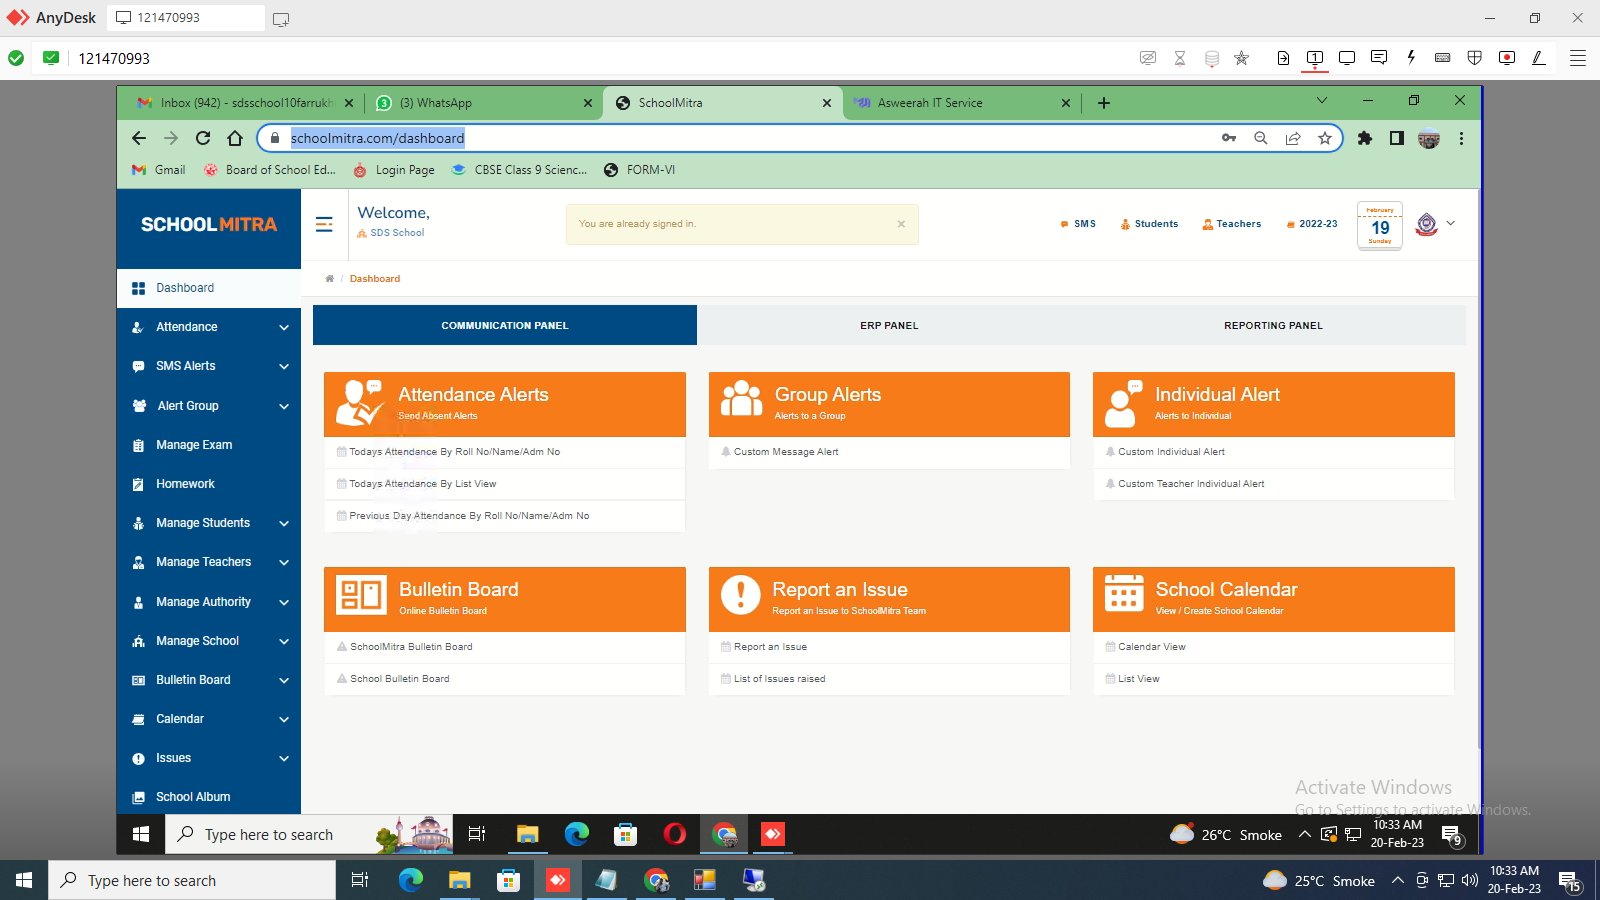 AnyDesk
121470993
121470993
Inbox (942) - sdsschool10farrukh
(3) WhatsApp
SchoolMitra
Asweerah IT Service
schoolmitra.com/dashboard
Gmail
Board of School Ed...
Login Page
CBSE Class 9 Scienc...
FORM-VI
SCHOOLMITRA
Welcome,
SDS School
You are already signed in.
SMS
Students
Teachers
2022-23
February
19
Sunday
/ Dashboard
Dashboard
Attendance
SMS Alerts
Alert Group
Manage Exam
Homework
Manage Students
Manage Teachers
Manage Authority
Manage School
Bulletin Board
Calendar
Issues
School Album
COMMUNICATION PANEL
ERP PANEL
REPORTING PANEL
Attendance Alerts
Send Absent Alerts
Todays Attendance By Roll No/Name/Adm No
Todays Attendance By List View
Previous Day Attendance By Roll No/Name/Adm No
Group Alerts
Alerts to a Group
Custom Message Alert
Individual Alert
Alerts to Individual
Custom Individual Alert
Custom Teacher Individual Alert
Bulletin Board
Online Bulletin Board
SchoolMitra Bulletin Board
School Bulletin Board
Report an Issue
Report an Issue to SchoolMitra Team
Report an Issue
List of Issues raised
School Calendar
View / Create School Calendar
Calendar View
List View
Activate Windows
Go to Settings to activate Windows.
Type here to search
26°C Smoke
10:33 AM
20-Feb-23
9
Type here to search
25°C Smoke
10:33 AM
20-Feb-23
15